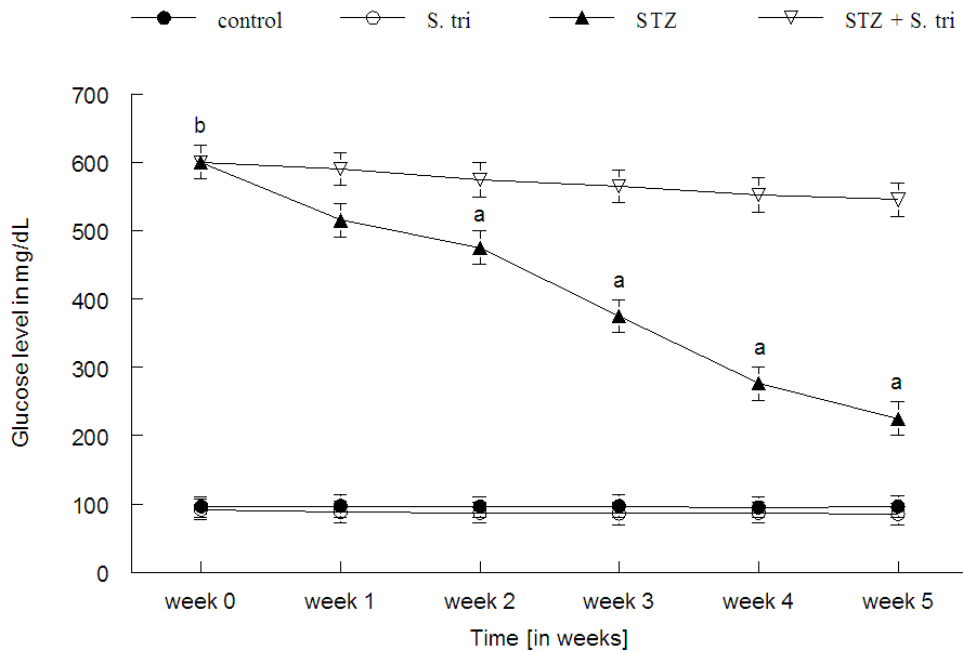 control S. tri STZ STZ + S. tri
700
b
600
a
500
a
400
a
300
a
200
100
0
Glucose level in mg/dL
week 0 week 1 week 2 week 3 week 4 week 5
Time [in weeks]